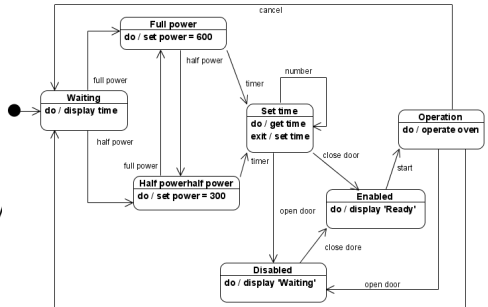 cancel
Full power
do / set power = 600
half power
number
full power
timer
Waiting
do / display time
Set time
do / get time
exit / set time
Operation
do / operate oven
half power
full power
timer
close door
start
Half powerhalf power
do / set power = 300
Enabled
do / display 'Ready'
open door
close dore
Disabled
do / display 'Waiting'
open door